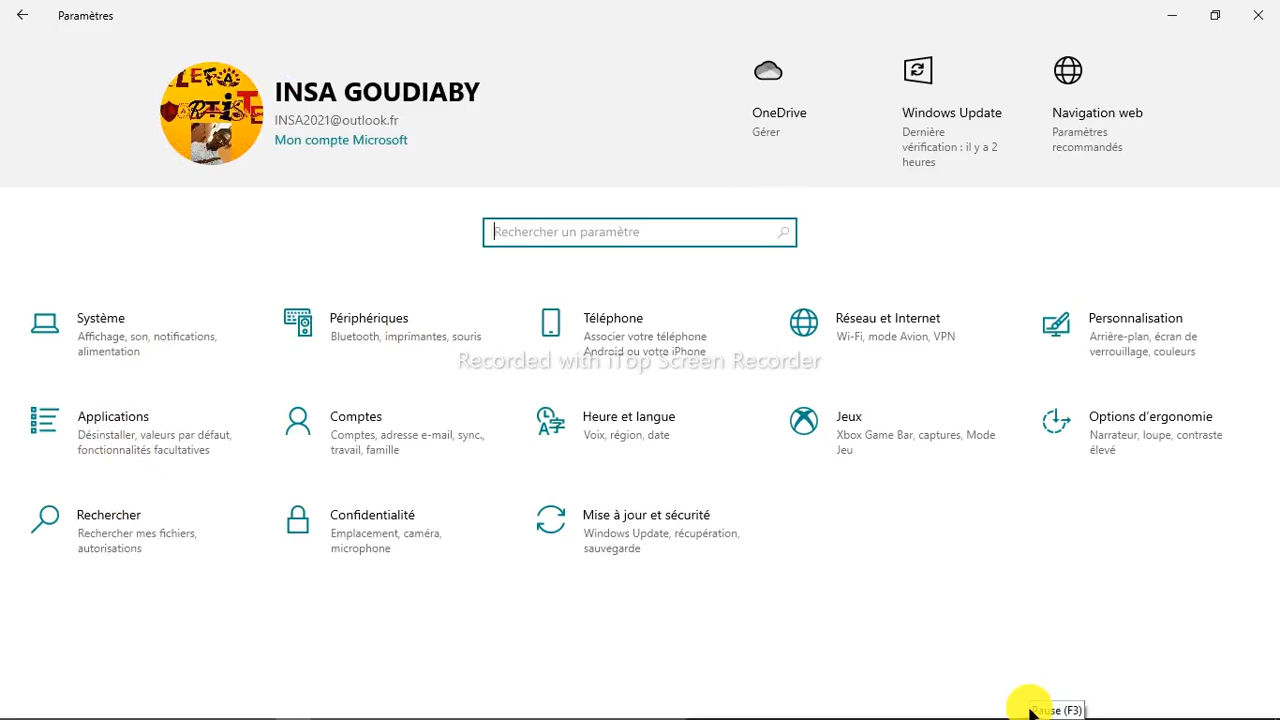 Paramètres
LEFA
ARTISTE
INSA GOUDIABY
INSA2021@outlook.fr
Mon compte Microsoft
OneDrive
Gérer
Windows Update
Dernière
vérification : il y a 2
heures
Navigation web
Paramètres
recommandés
Rechercher un paramètre
Système
Affichage, son, notifications,
alimentation
Périphériques
Bluetooth, imprimantes, souris
Téléphone
Associer votre téléphone
Android ou votre iPhone
Réseau et Internet
Wi-Fi, mode Avion, VPN
Personnalisation
Arrière-plan, écran de
verrouillage, couleurs
Recorded with iTop Screen Recorder
Applications
Désinstaller, valeurs par défaut,
fonctionnalités facultatives
Comptes
Comptes, adresse e-mail, sync.,
travail, famille
Heure et langue
Voix, région, date
Jeux
Xbox Game Bar, captures, Mode
Jeu
Options d’ergonomie
Narrateur, loupe, contraste
élevé
Rechercher
Rechercher mes fichiers,
autorisations
Confidentialité
Emplacement, caméra,
microphone
Mise à jour et sécurité
Windows Update, récupération,
sauvegarde
Pause (F3)